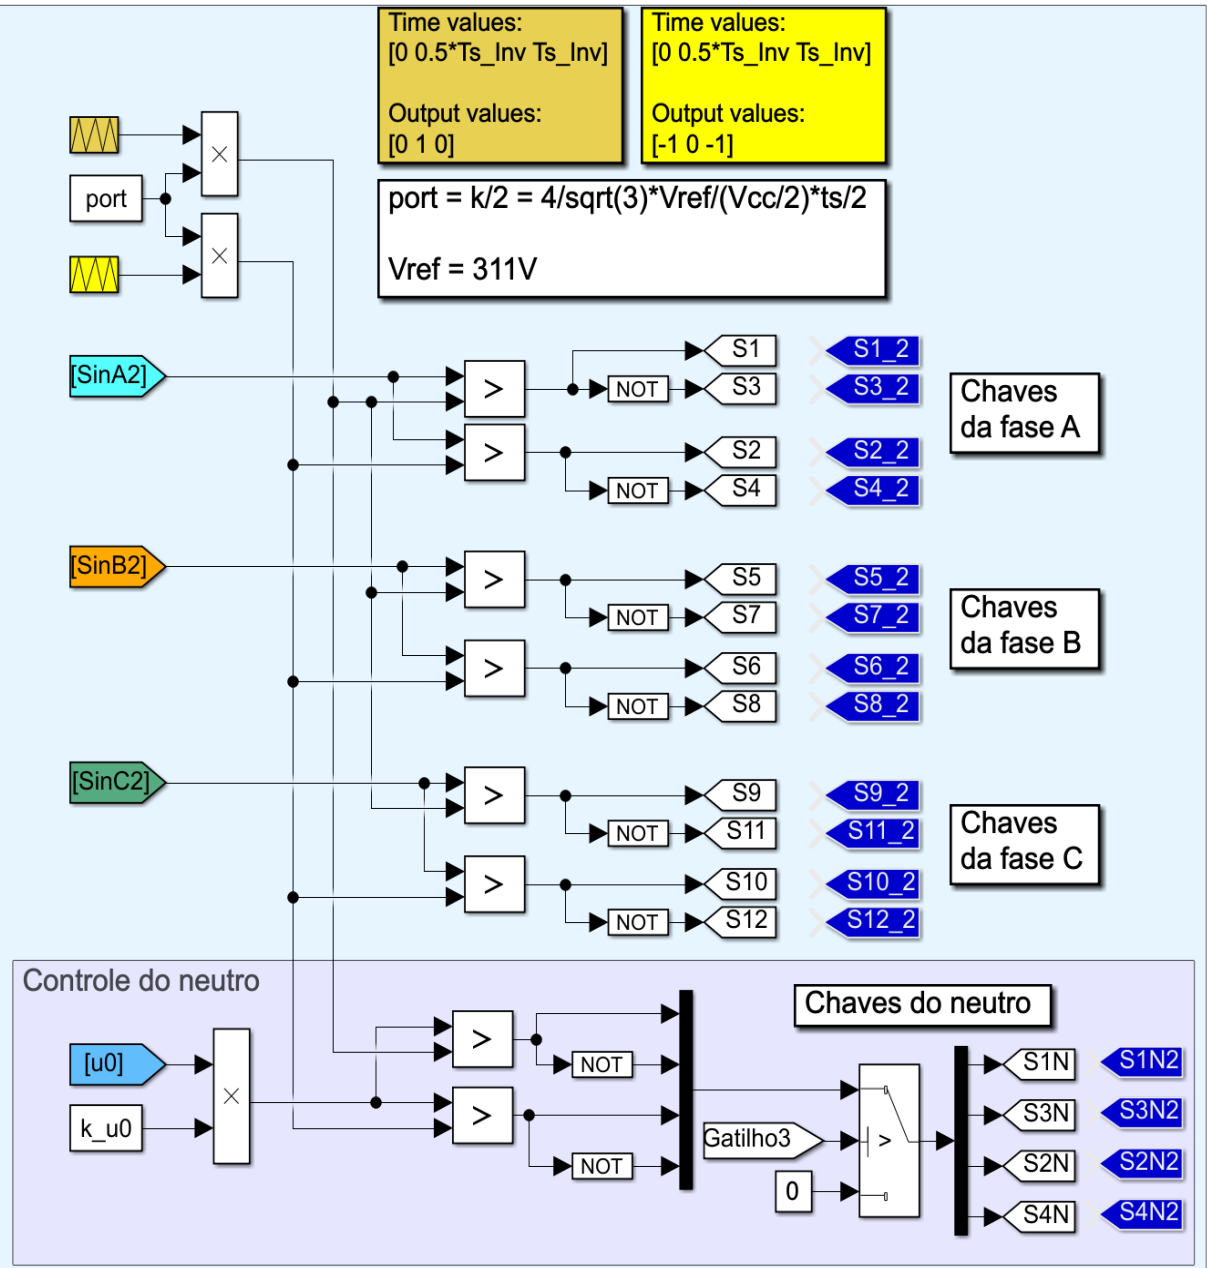 Time values:
[0 0.5*Ts_Inv Ts_Inv]
Output values:
[0 1 0]
Time values:
[0 0.5*Ts_Inv Ts_Inv]
Output values:
[-1 0 -1]
port
port = k/2 = 4/sqrt(3)*Vref/(Vcc/2)*ts/2
Vref = 311V
[SinA2]
>
S1
S1_2
NOT
S3
S3_2
>
S2
S2_2
NOT
S4
S4_2
Chaves
da fase A
[SinB2]
>
S5
S5_2
NOT
S7
S7_2
>
S6
S6_2
NOT
S8
S8_2
Chaves
da fase B
[SinC2]
>
S9
S9_2
NOT
S11
S11_2
>
S10
S10_2
NOT
S12
S12_2
Chaves
da fase C
Controle do neutro
Chaves do neutro
[u0]
k_u0
>
NOT
>
NOT
Gatilho3
>
0
S1N
S1N2
S3N
S3N2
S2N
S2N2
S4N
S4N2